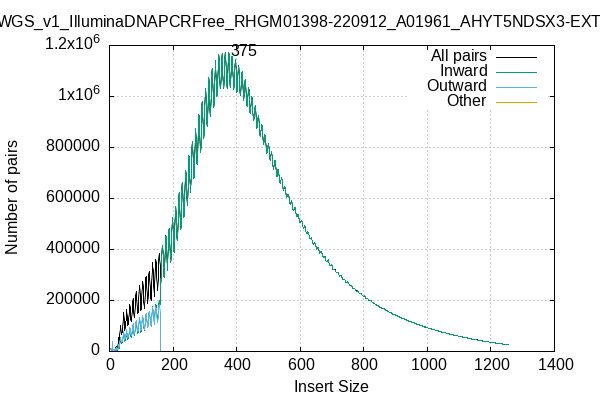 WGS_v1_IlluminaDNAPCRFree_RHGM01398-220912_A01961_AHYT5NDSX3-EXT
1.2x10^6
1x10^6
800000
600000
400000
200000
0
Number of pairs
375
All pairs
Inward
Outward
Other
0 200 400 600 800 1000 1200 1400
Insert Size